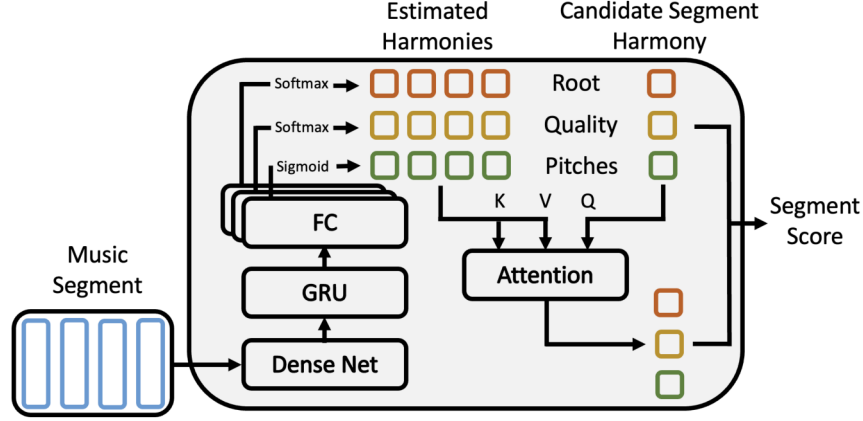 Estimated
Harmonies
Candidate Segment
Harmony
Softmax
Root
Softmax
Quality
Sigmoid
Pitches
K
V
Q
FC
Segment
Score
Music
Segment
Attention
GRU
Dense Net